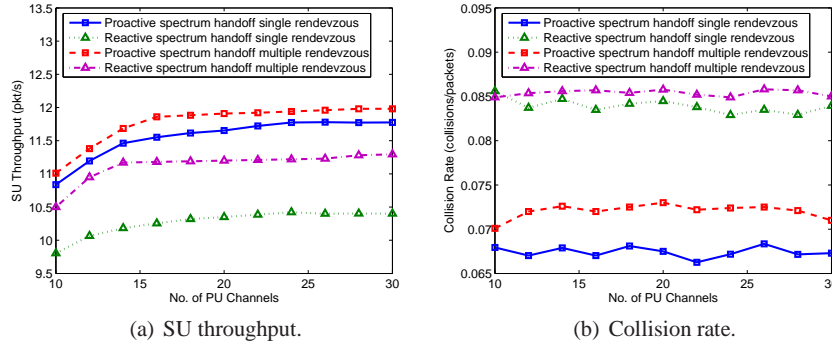 13.5
13
12.5
12
11.5
11
10.5
10
9.5
SU Throughput (pkt/s)
Proactive spectrum handoff single rendevzous
Reactive spectrum handoff single rendevzous
Proactive spectrum handoff multiple rendevzous
Reactive spectrum handoff multiple rendevzous
10 15 20 25 30
No. of PU Channels
(a) SU throughput.
0.095
0.09
0.085
0.08
0.075
0.07
0.065
Collision Rate (collisions/packets)
Proactive spectrum handoff single rendevzous
Reactive spectrum handoff single rendevzous
Proactive spectrum handoff multiple rendevzous
Reactive spectrum handoff multiple rendevzous
10 15 20 25 30
No. of PU Channels
(b) Collision rate.